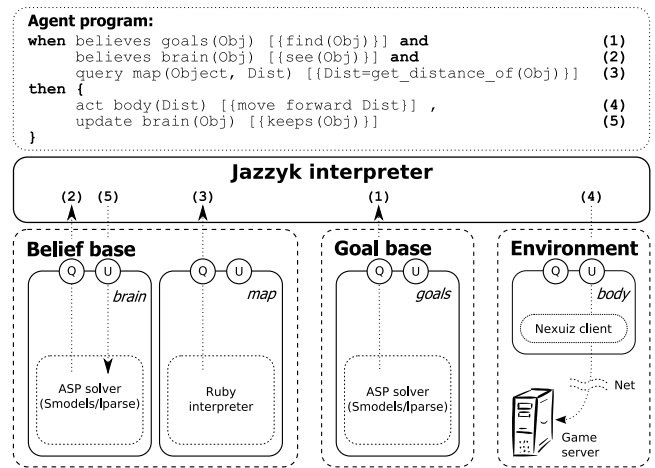 Agent program:
when believes goals(Obj) [{find(Obj)}] and (1)
believes brain(Obj) [{see(Obj)}] and (2)
query map(Object, Dist) [{Dist=get_distance_of(Obj)}] (3)
then {
act body(Dist) [{move forward Dist}] , (4)
update brain(Obj) [{keeps(Obj)}] (5)
}
Jazzyk interpreter
(2) (5) (3) (1) (4)
Belief base
Goal base
Environment
Q U Q U Q U Q U
brain map goals body
Nexuiz client
ASP solver
(Smodels/lparse)
Ruby
interpreter
ASP solver
(Smodels/lparse)
Net
Game
server